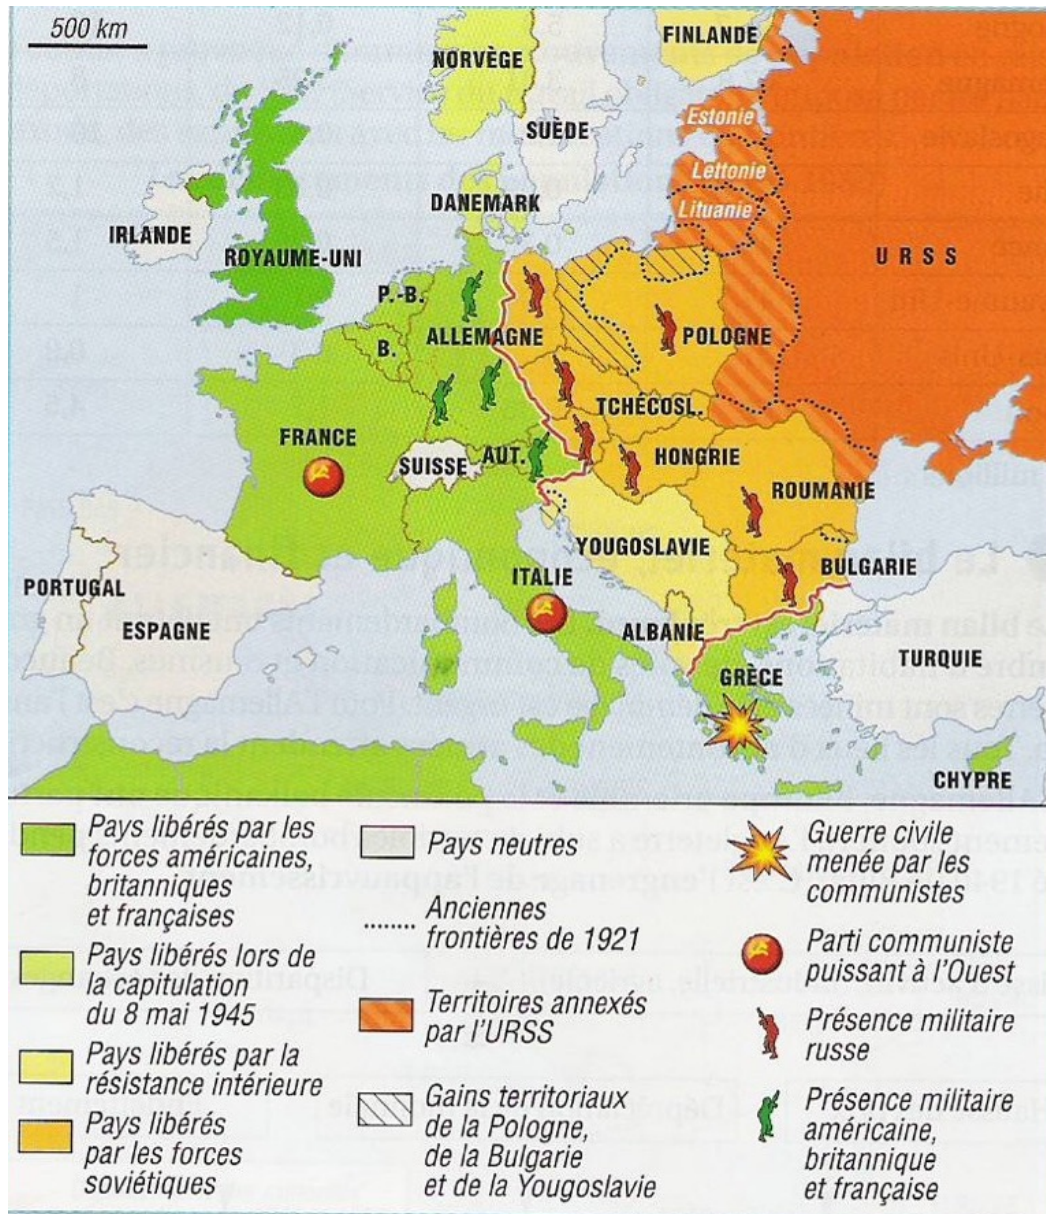 500 km
FINLANDE
NORVÈGE
SUÈDE
Estonie
Lettonie
Lituanie
DANEMARK
IRLANDE
ROYAUME-UNI
URSS
P.-B.
ALLEMAGNE
POLOGNE
B.
TCHÉCOSL.
FRANCE
SUISSE
AUT.
HONGRIE
ROUMANIE
YOUGOSLAVIE
BULGARIE
PORTUGAL
ITALIE
ESPAGNE
ALBANIE
TURQUIE
GRÈCE
CHYPRE
Pays libérés par les
forces américaines,
britanniques
et françaises
Pays libérés lors de
la capitulation
du 8 mai 1945
Pays libérés par la
résistance intérieure
Pays libérés
par les forces
soviétiques
Pays neutres
Anciennes
frontières de 1921
Territoires annexés
par l'URSS
Gains territoriaux
de la Pologne,
de la Bulgarie
et de la Yougoslavie
Guerre civile
menée par les
communistes
Parti communiste
puissant à l'Ouest
Présence militaire
russe
Présence militaire
américaine,
britannique
et française